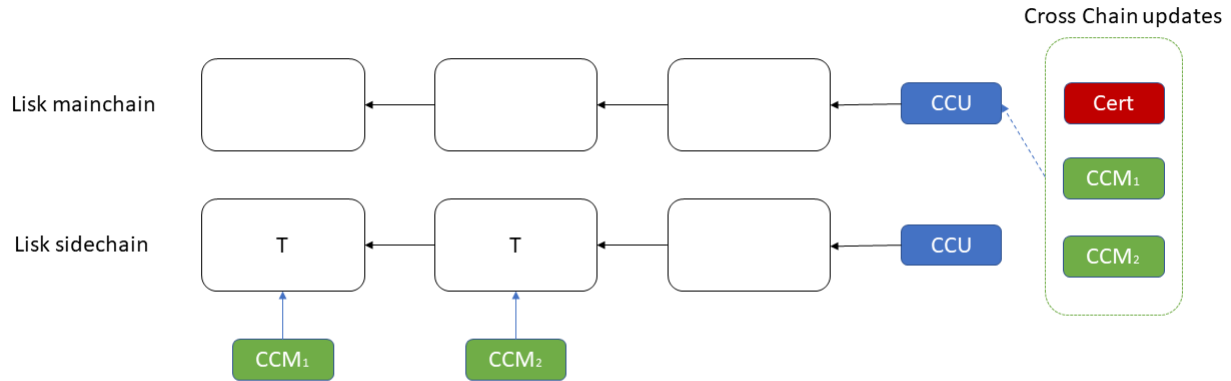 Cross Chain updates
Lisk mainchain
CCU
Cert
CCM₁
Lisk sidechain
T
T
CCU
CCM₂
CCM₁
CCM₂